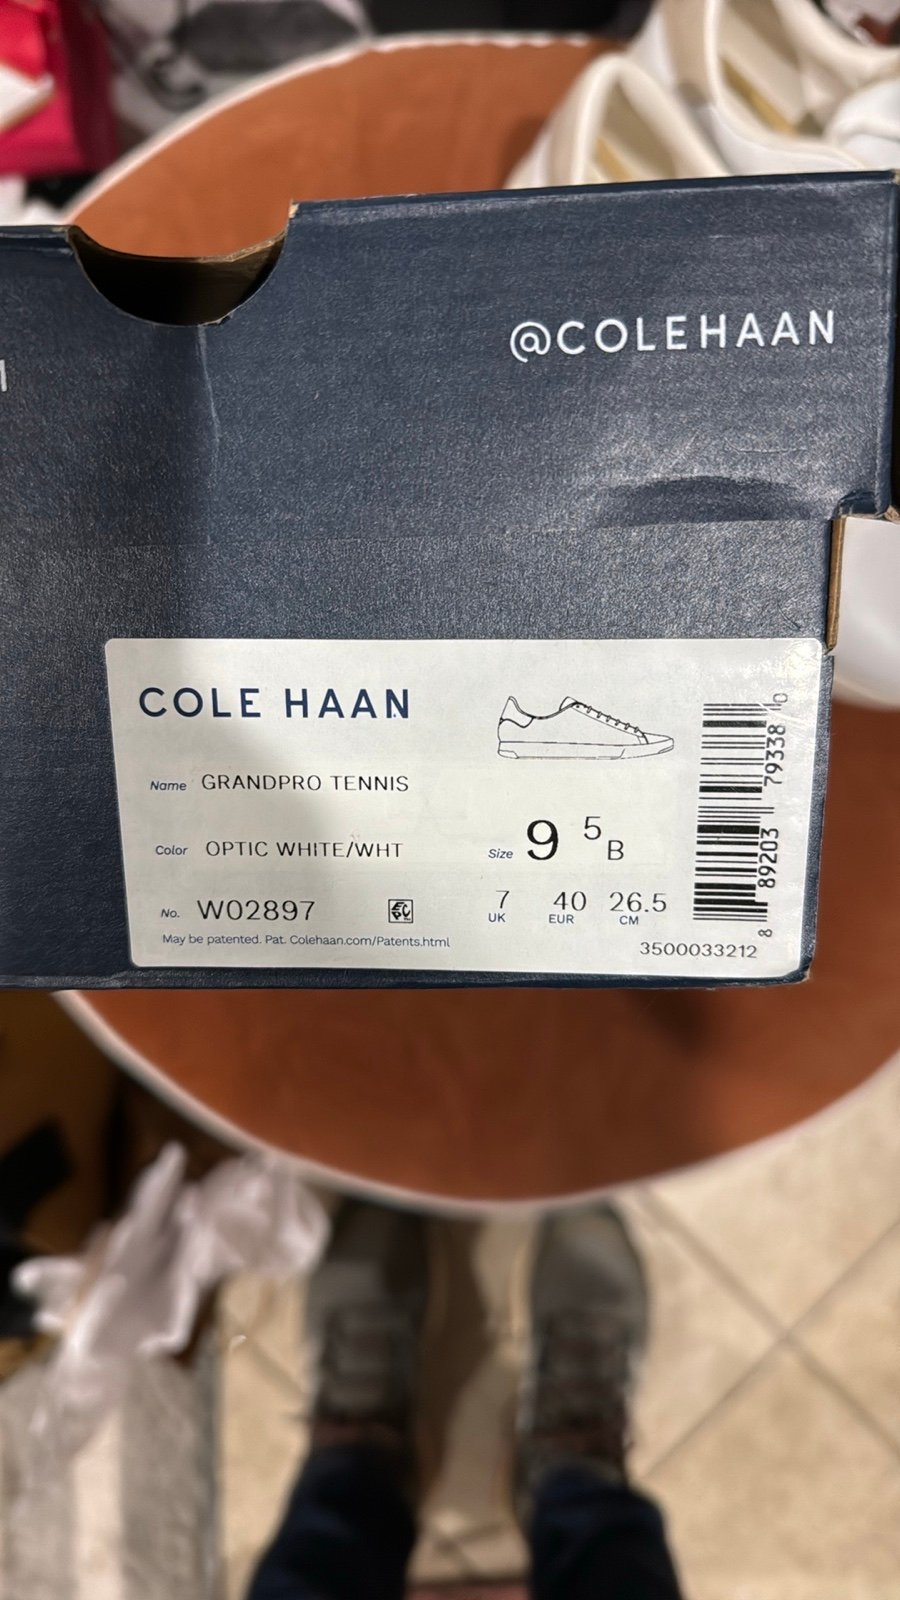 @COLEHAAN
COLE HAAN
Name GRANDPRO TENNIS
Color OPTIC WHITE/WHT
Size 9 5 B
No. W02897
7 40 26.5
UK EUR CM
May be patented. Pat. Colehaan.com/Patents.html
3500033212
8 89203 79338 0